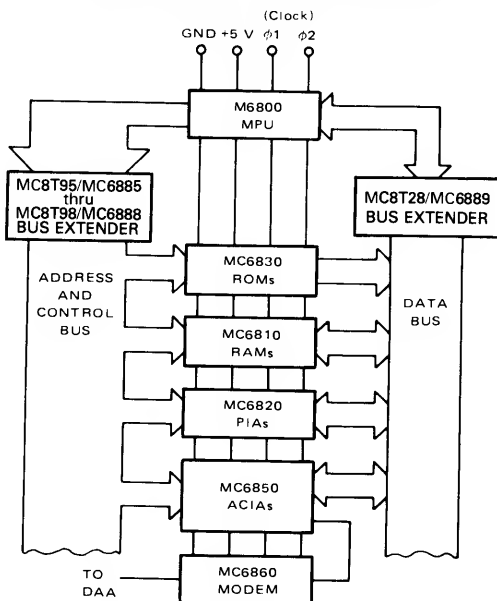 (Clock)
GND +5 V ϕ1 ϕ2
M6800
MPU
MC8T95/MC6885
thru
MC8T98/MC6888
BUS EXTENDER
MC8T28/MC6889
BUS EXTENDER
ADDRESS
AND
CONTROL
BUS
MC6830
ROMs
DATA
BUS
MC6810
RAMs
MC6820
PIAs
MC6850
ACIAs
MC6860
MODEM
TO
DAA